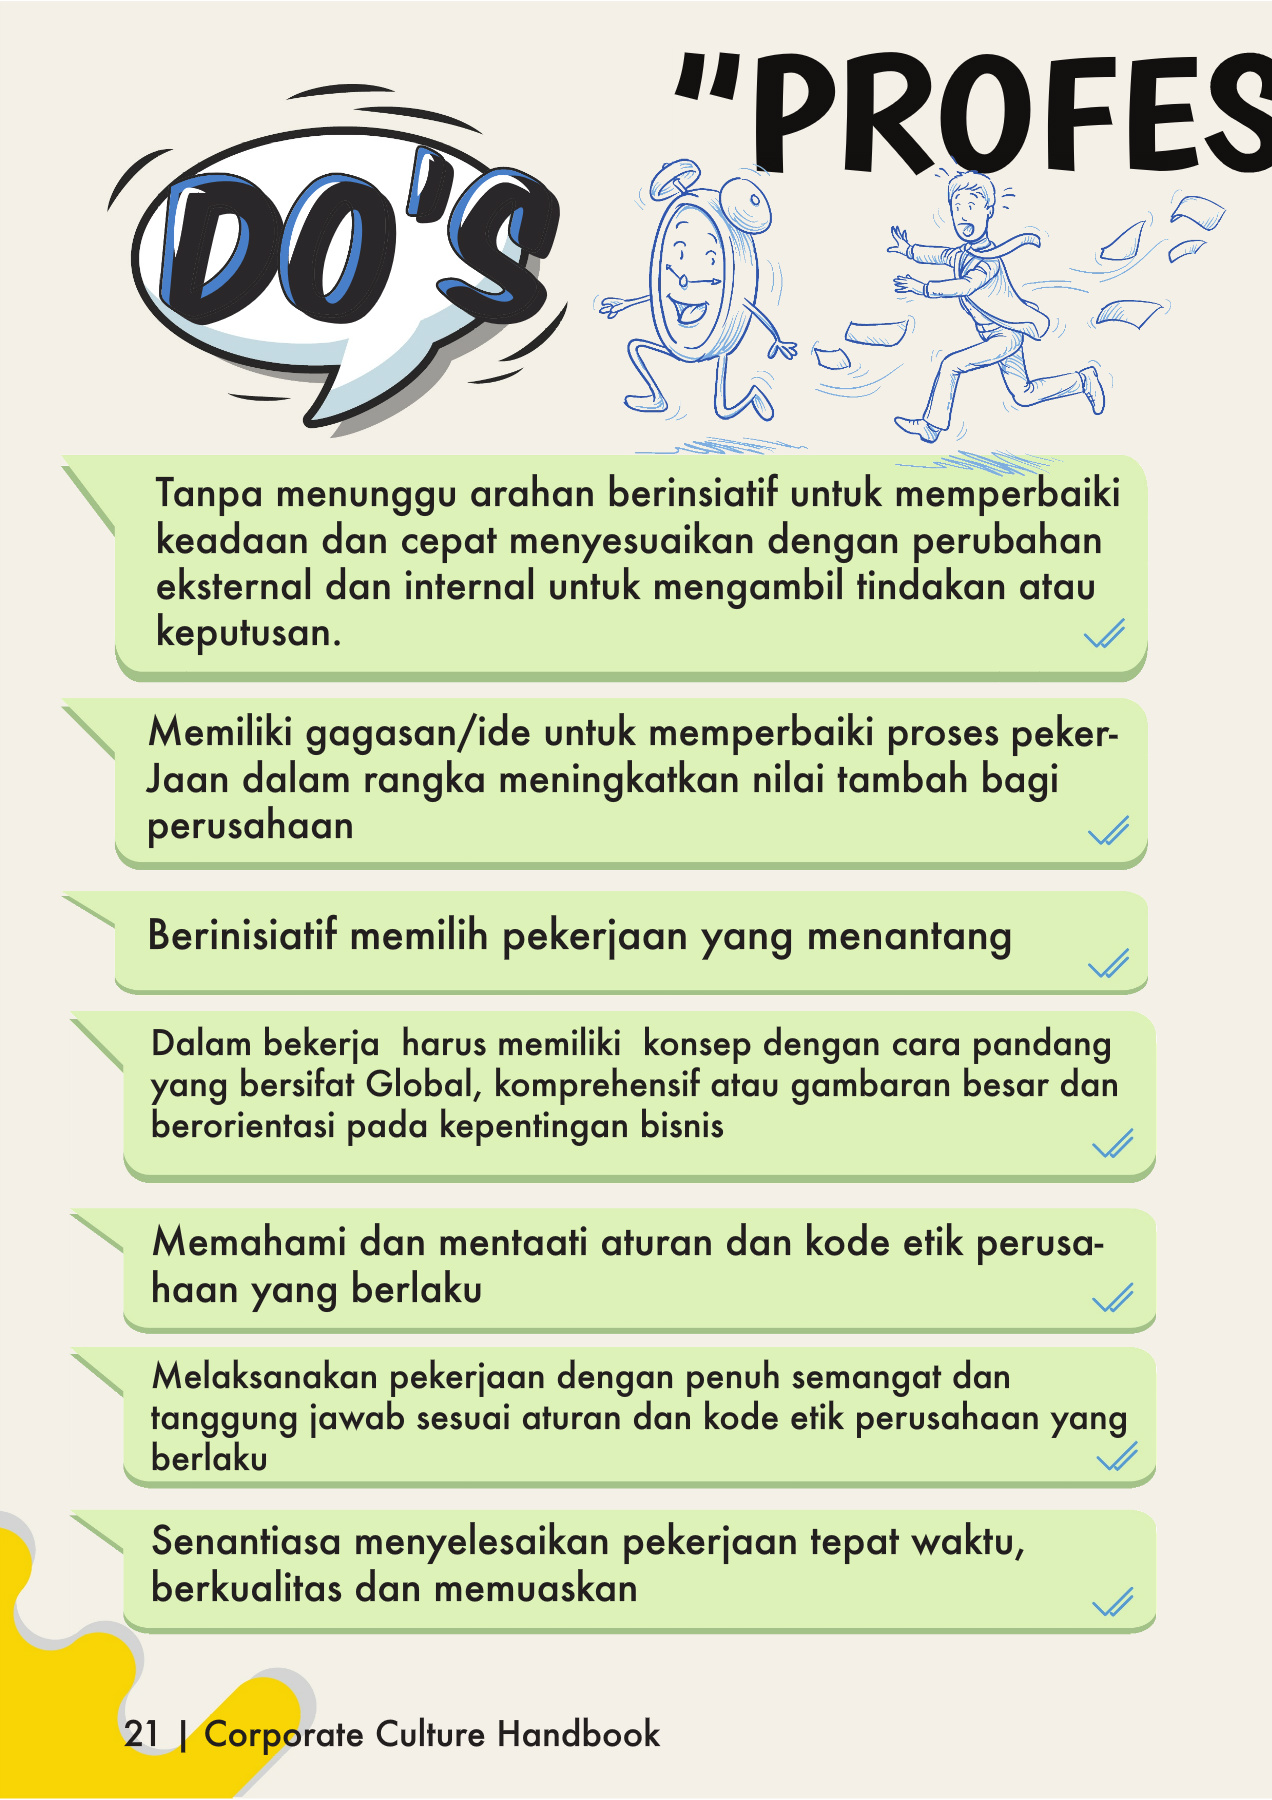 "PROFES
DO'S
Tanpa menunggu arahan berinsiatif untuk memperbaiki
keadaan dan cepat menyesuaikan dengan perubahan
eksternal dan internal untuk mengambil tindakan atau
keputusan.
Memiliki gagasan/ide untuk memperbaiki proses peker-
Jaan dalam rangka meningkatkan nilai tambah bagi
perusahaan
Berinisiatif memilih pekerjaan yang menantang
Dalam bekerja harus memiliki konsep dengan cara pandang
yang bersifat Global, komprehensif atau gambaran besar dan
berorientasi pada kepentingan bisnis
Memahami dan mentaati aturan dan kode etik perusa-
haan yang berlaku
Melaksanakan pekerjaan dengan penuh semangat dan
tanggung jawab sesuai aturan dan kode etik perusahaan yang
berlaku
Senantiasa menyelesaikan pekerjaan tepat waktu,
berkualitas dan memuaskan
21 | Corporate Culture Handbook